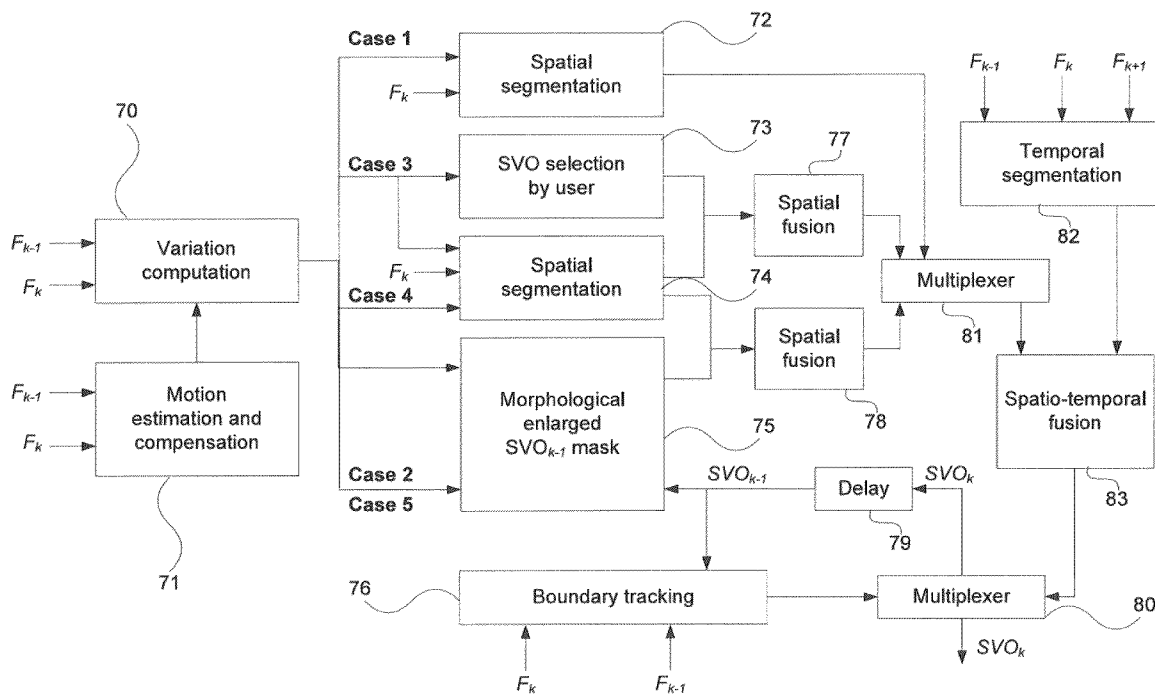 72
Case 1
Spatial
segmentation
F_k
F_{k-1} F_k F_{k+1}
70
73
Case 3
SVO selection
by user
77
Spatial
fusion
Temporal
segmentation
82
F_{k-1}
F_k
Variation
computation
F_k
Spatial
segmentation
74
Case 4
Multiplexer
81
F_{k-1}
F_k
Motion
estimation and
compensation
71
Morphological
enlarged
SVO_{k-1} mask
75
Spatial
fusion
78
Spatio-temporal
fusion
83
Case 2
Case 5
SVO_{k-1}
Delay
79
SVO_k
76
Boundary tracking
Multiplexer
80
F_k F_{k-1}
SVO_k